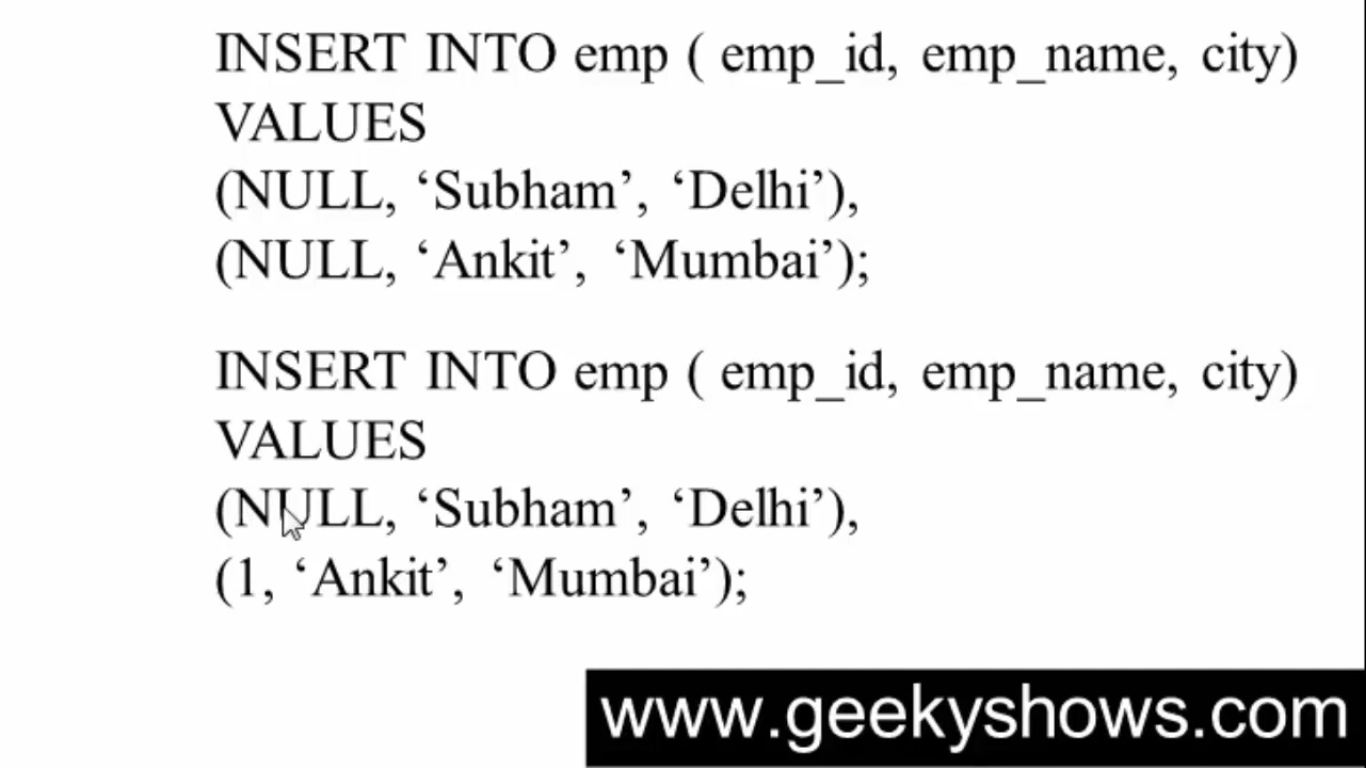 INSERT INTO emp ( emp_id, emp_name, city)
VALUES
(NULL, ‘Subham’, ‘Delhi’),
(NULL, ‘Ankit’, ‘Mumbai’);
INSERT INTO emp ( emp_id, emp_name, city)
VALUES
(NULL, ‘Subham’, ‘Delhi’),
(1, ‘Ankit’, ‘Mumbai’);
www.geekyshows.com